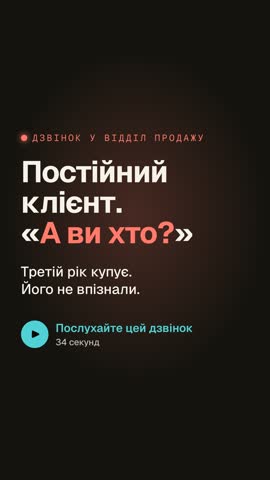 ДЗВІНОК У ВІДДІЛ ПРОДАЖУ
Постійний
клієнт.
«А ви хто?»
Третій рік купує.
Його не впізнали.
Послухайте цей дзвінок
34 секунд